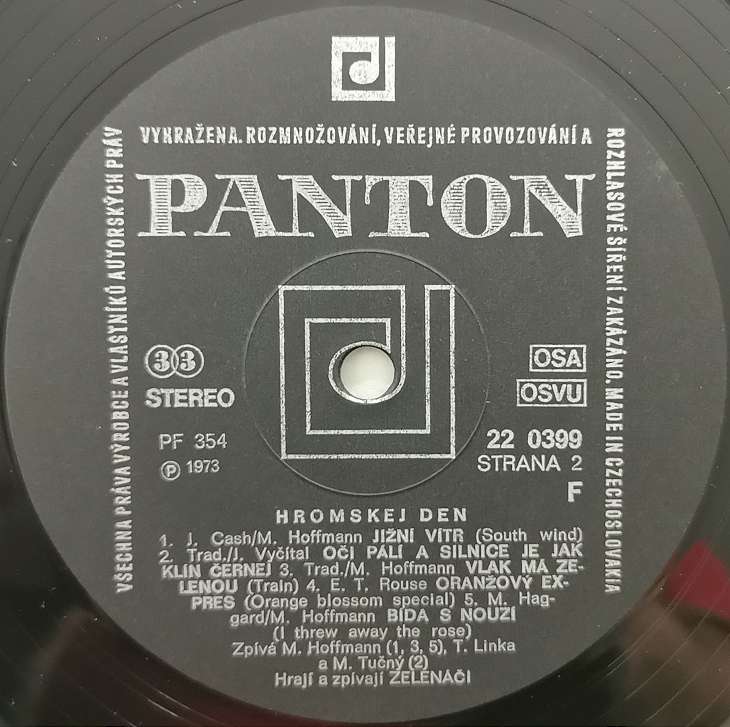 VYHRAŽENA. ROZMNOŽOVÁNÍ, VEŘEJNÉ PROVOZOVÁNÍ A
VŠECHNA PRÁVA VÝROBCE A VLASTNÍKŮ AUTORSKÝCH PRÁV
ROZHLASOVÉ ŠÍŘENÍ ZAKÁZÁNO. MADE IN CZECHOSLOVAKIA
PANTON
33
STEREO
PF 354
Ⓟ 1973
OSA
OSVU
22 0399
STRANA 2
F
HROMSKEJ DEN
1. J. Cash/M. Hoffmann JIŽNÍ VÍTR (South wind)
2. Trad./J. Vyčítal OČI PÁLÍ A SILNICE JE JAK
KLÍN ČERNEJ 3. Trad./M. Hoffmann VLAK MÁ ZE-
LENOU (Train) 4. E. T. Rouse ORANŽOVÝ EX-
PRES (Orange blossom special) 5. M. Hag-
gard/M. Hoffmann BÍDA S NOUZÍ
(I threw away the rose)
Zpívá M. Hoffmann (1, 3, 5), T. Linka
a M. Tučný (2)
Hrají a zpívají ZELENÁČI